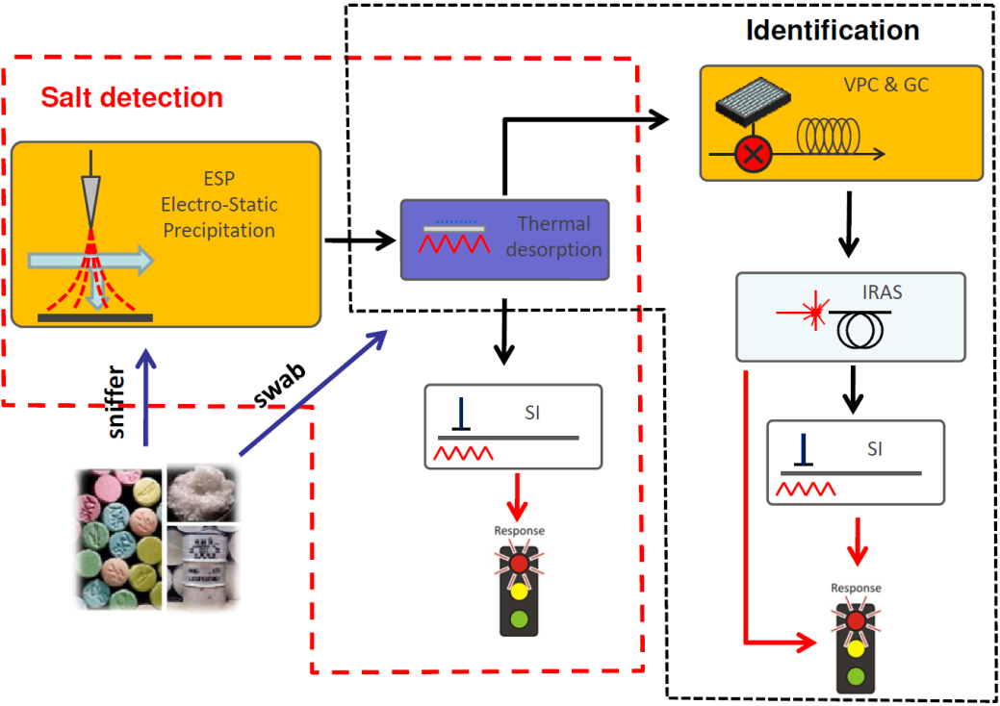 Identification
Salt detection
VPC & GC
ESP
Electro-Static
Precipitation
Thermal
desorption
IRAS
sniffer
swab
SI
SI
Response
Response